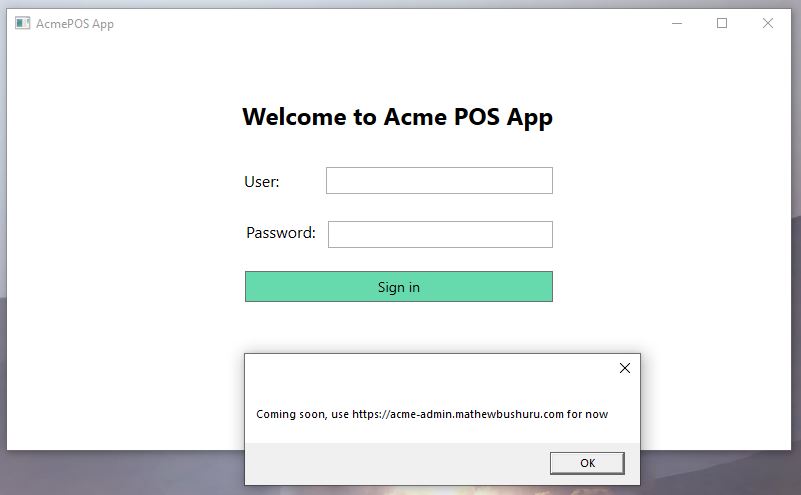 AcmePOS App
Welcome to Acme POS App
User:
Password:
Sign in
Coming soon, use https://acme-admin.mathewbushuru.com for now
OK